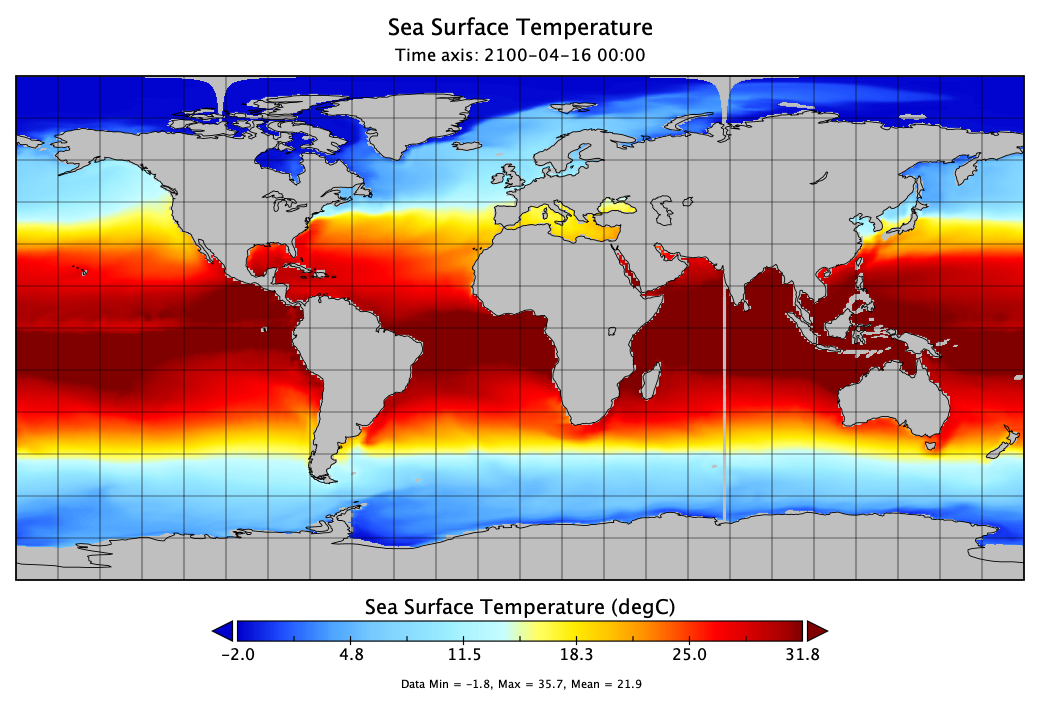 Sea Surface Temperature
Time axis: 2100-04-16 00:00
Sea Surface Temperature (degC)
-2.0 4.8 11.5 18.3 25.0 31.8
Data Min = -1.8, Max = 35.7, Mean = 21.9